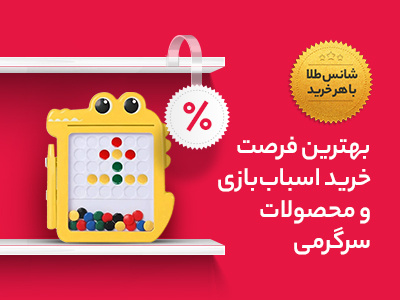 شانس طلا
با هر خرید
%
بهترین فرصت
خرید اسباب‌بازی
و محصولات
سرگرمی